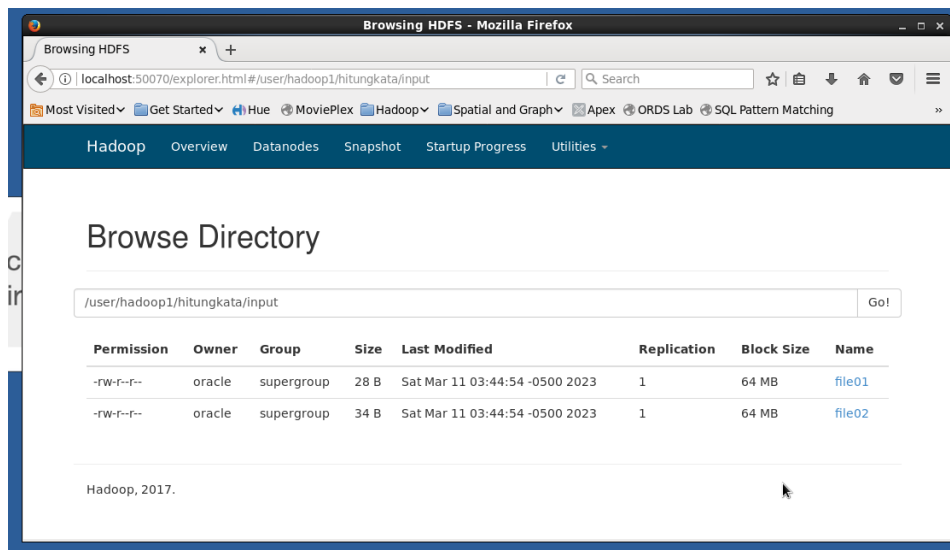 Browsing HDFS - Mozilla Firefox
Browsing HDFS × +
localhost:50070/explorer.html#/user/hadoop1/hitungkata/input Search
Most Visited Get Started Hue MoviePlex Hadoop Spatial and Graph Apex ORDS Lab SQL Pattern Matching »
Hadoop Overview Datanodes Snapshot Startup Progress Utilities
Browse Directory
/user/hadoop1/hitungkata/input Go!
Permission Owner Group Size Last Modified Replication Block Size Name
-rw-r--r-- oracle supergroup 28 B Sat Mar 11 03:44:54 -0500 2023 1 64 MB file01
-rw-r--r-- oracle supergroup 34 B Sat Mar 11 03:44:54 -0500 2023 1 64 MB file02
Hadoop, 2017.